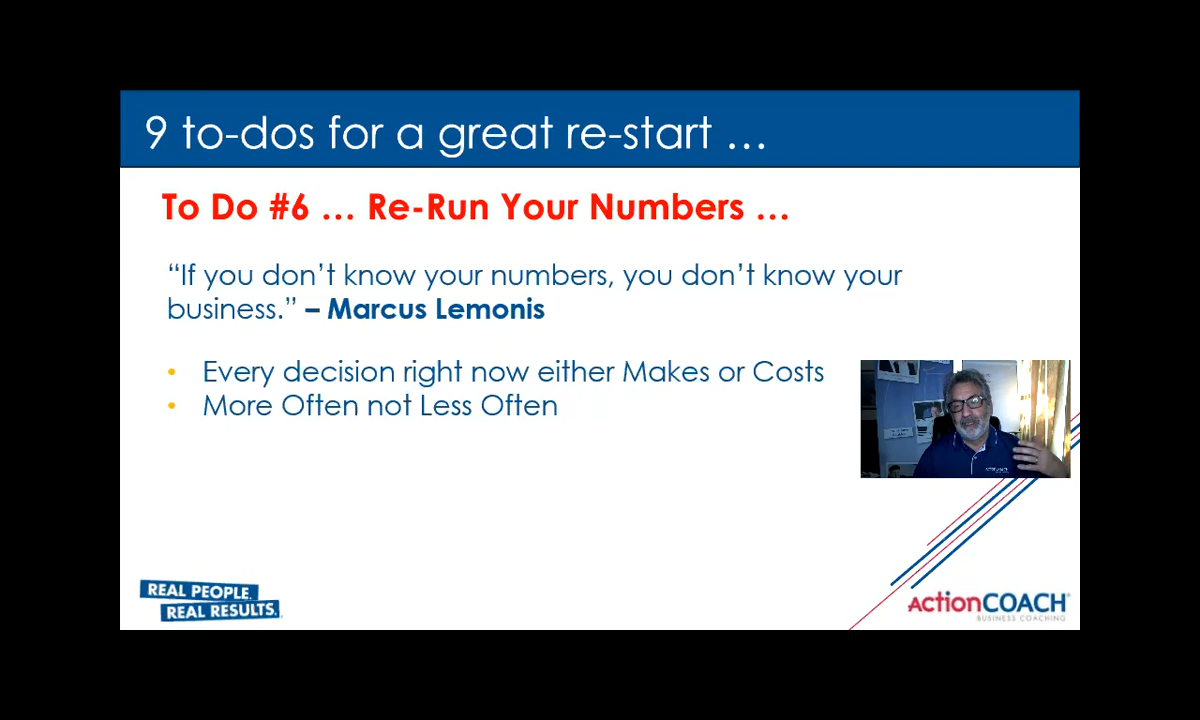 9 to-dos for a great re-start …
To Do #6 … Re-Run Your Numbers …
“If you don’t know your numbers, you don’t know your
business.” – Marcus Lemonis
• Every decision right now either Makes or Costs
• More Often not Less Often
REAL PEOPLE.
REAL RESULTS.
ActionCOACH®
BUSINESS COACHING